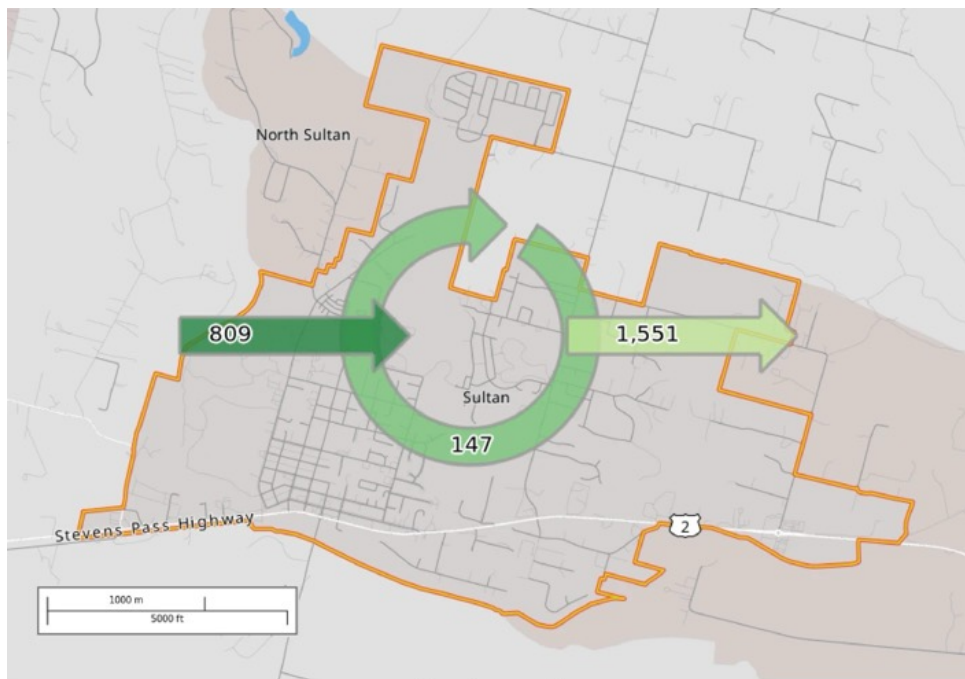 North Sultan
809
1,551
Sultan
147
Stevens Pass Highway
2
1000 m
5000 ft